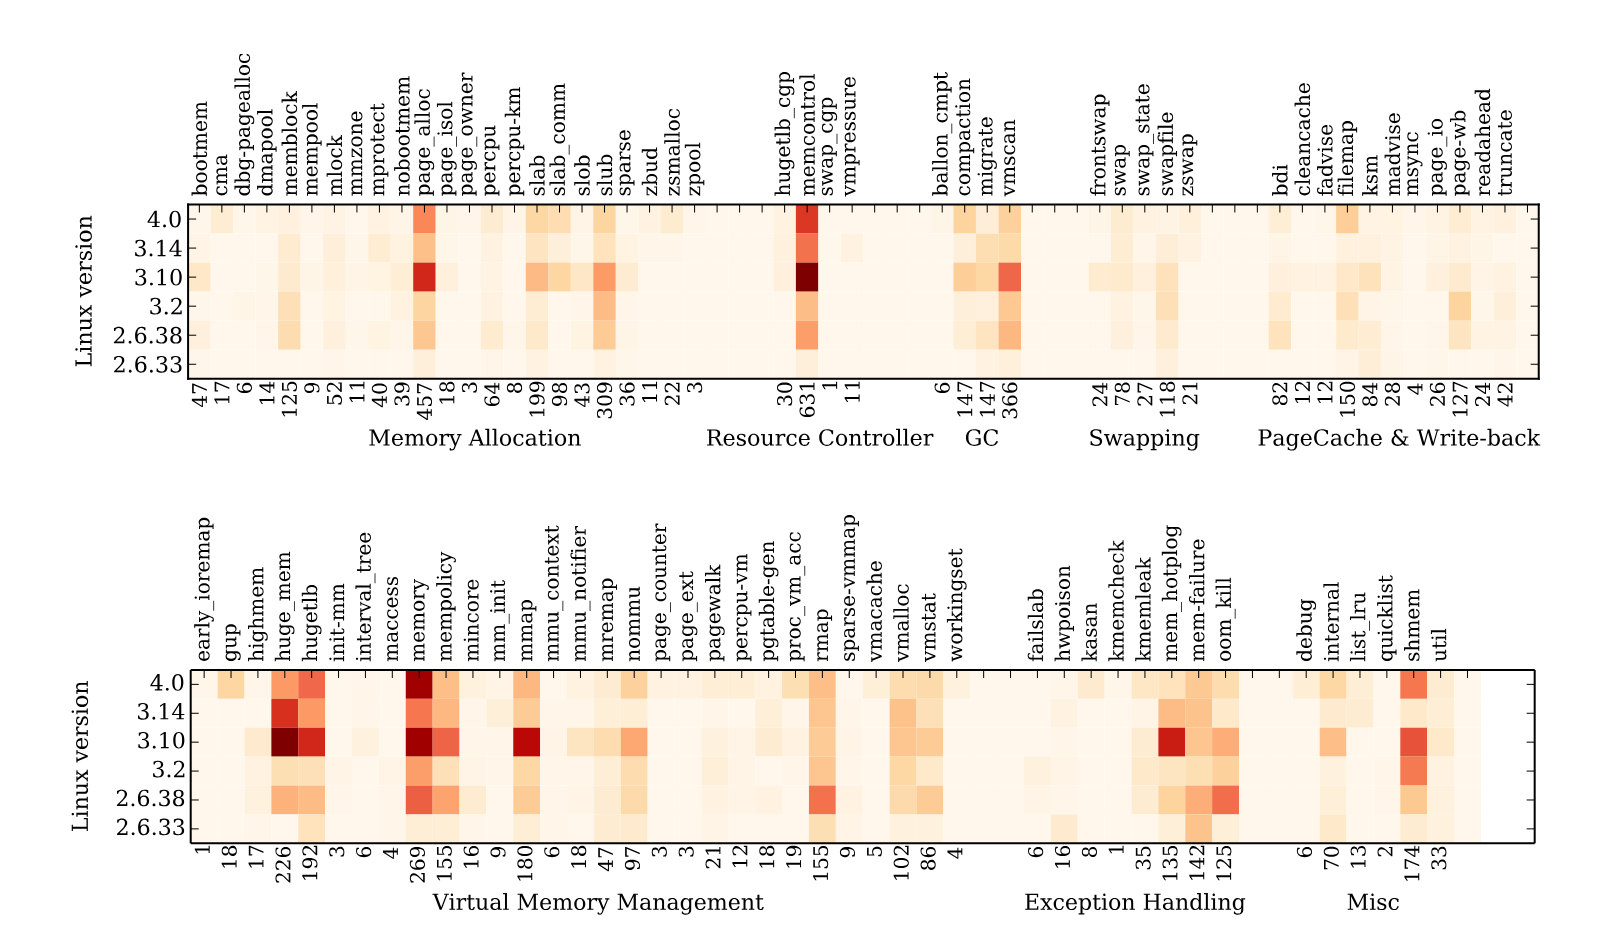 bootmem cma dbg-pagealloc dmapool memblock mempool mlock mmzone mprotect nobootmem page_alloc page_isol page_owner percpu percpu-km slab slab_comm slob slub sparse zbud zsmalloc zpool hugetlb_cgp memcontrol swap_cgp vmpressure ballon_cmpt compaction migrate vmscan frontswap swap swap_state swapfile zswap bdi cleancache fadvise filemap ksm madvise msync page_io page-wb readahead truncate
Linux version
4.0
3.14
3.10
3.2
2.6.38
2.6.33
47 17 6 14 125 9 52 11 40 39 457 18 3 64 8 199 98 43 309 36 11 22 3 30 631 1 11 6 147 147 366 24 78 27 118 21 82 12 12 150 84 28 4 26 127 24 42
Memory Allocation Resource Controller GC Swapping PageCache & Write-back
early_ioremap gup highmem huge_mem hugetlb init-mm interval_tree maccess memory mempolicy mincore mm_init mmap mmu_context mmu_notifier mremap nommu page_counter page_ext pagewalk percpu-vm pgtable-gen proc_vm_acc rmap sparse-vmmap vmacache vmalloc vmstat workingset failslab hwpoison kasan kmemcheck kmemleak mem_hotplog mem-failure oom_kill debug internal list_lru quicklist shmem util
Linux version
4.0
3.14
3.10
3.2
2.6.38
2.6.33
1 18 17 226 192 3 6 4 269 155 16 9 180 6 18 47 97 3 3 21 12 18 19 155 9 5 102 86 4 6 16 8 1 35 135 142 125 6 70 13 2 174 33
Virtual Memory Management Exception Handling Misc